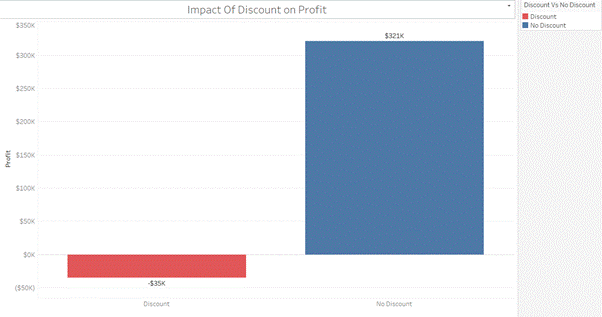 Impact Of Discount on Profit
Discount Vs No Discount
Discount
No Discount
Profit
$350K
$300K
$250K
$200K
$150K
$100K
$50K
$0K
($50K)
$321K
-$35K
Discount
No Discount